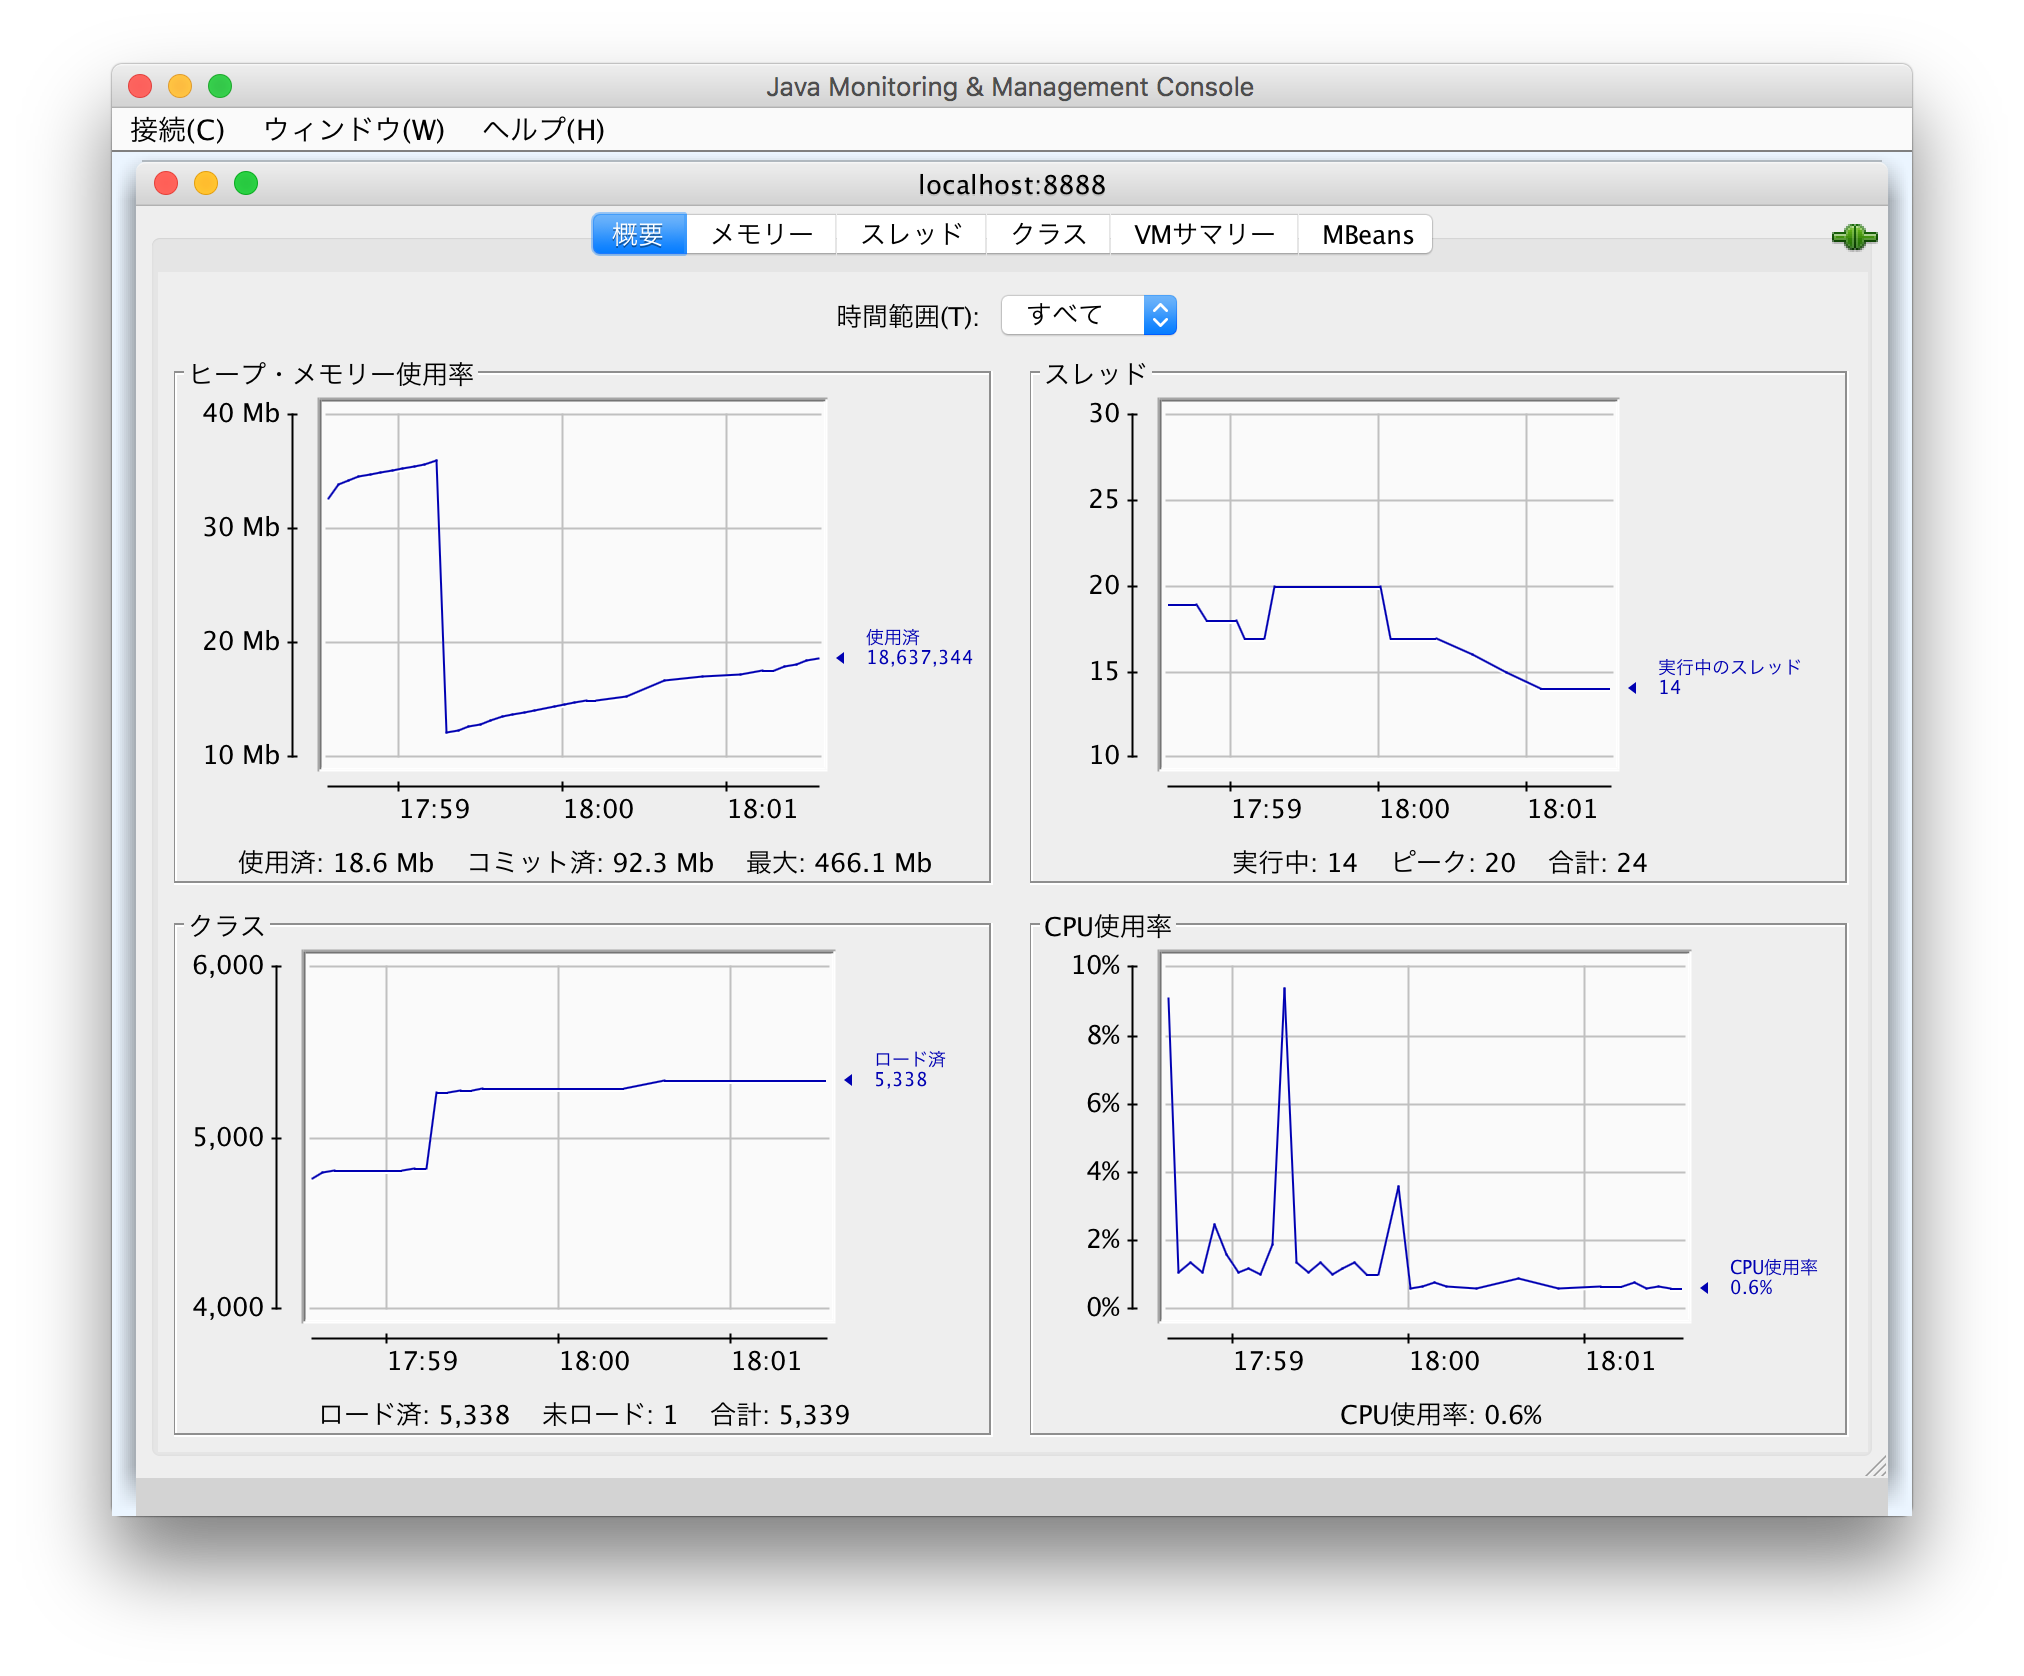 Java Monitoring & Management Console
接続(C) ウィンドウ(W) ヘルプ(H)
localhost:8888
概要 メモリー スレッド クラス VMサマリー MBeans
時間範囲(T): すべて
ヒープ・メモリー使用率
40 Mb
30 Mb
20 Mb
10 Mb
使用済
18,637,344
17:59 18:00 18:01
使用済: 18.6 Mb コミット済: 92.3 Mb 最大: 466.1 Mb
スレッド
30
25
20
15
10
実行中のスレッド
14
17:59 18:00 18:01
実行中: 14 ピーク: 20 合計: 24
クラス
6,000
5,000
4,000
ロード済
5,338
17:59 18:00 18:01
ロード済: 5,338 未ロード: 1 合計: 5,339
CPU使用率
10%
8%
6%
4%
2%
0%
CPU使用率
0.6%
17:59 18:00 18:01
CPU使用率: 0.6%